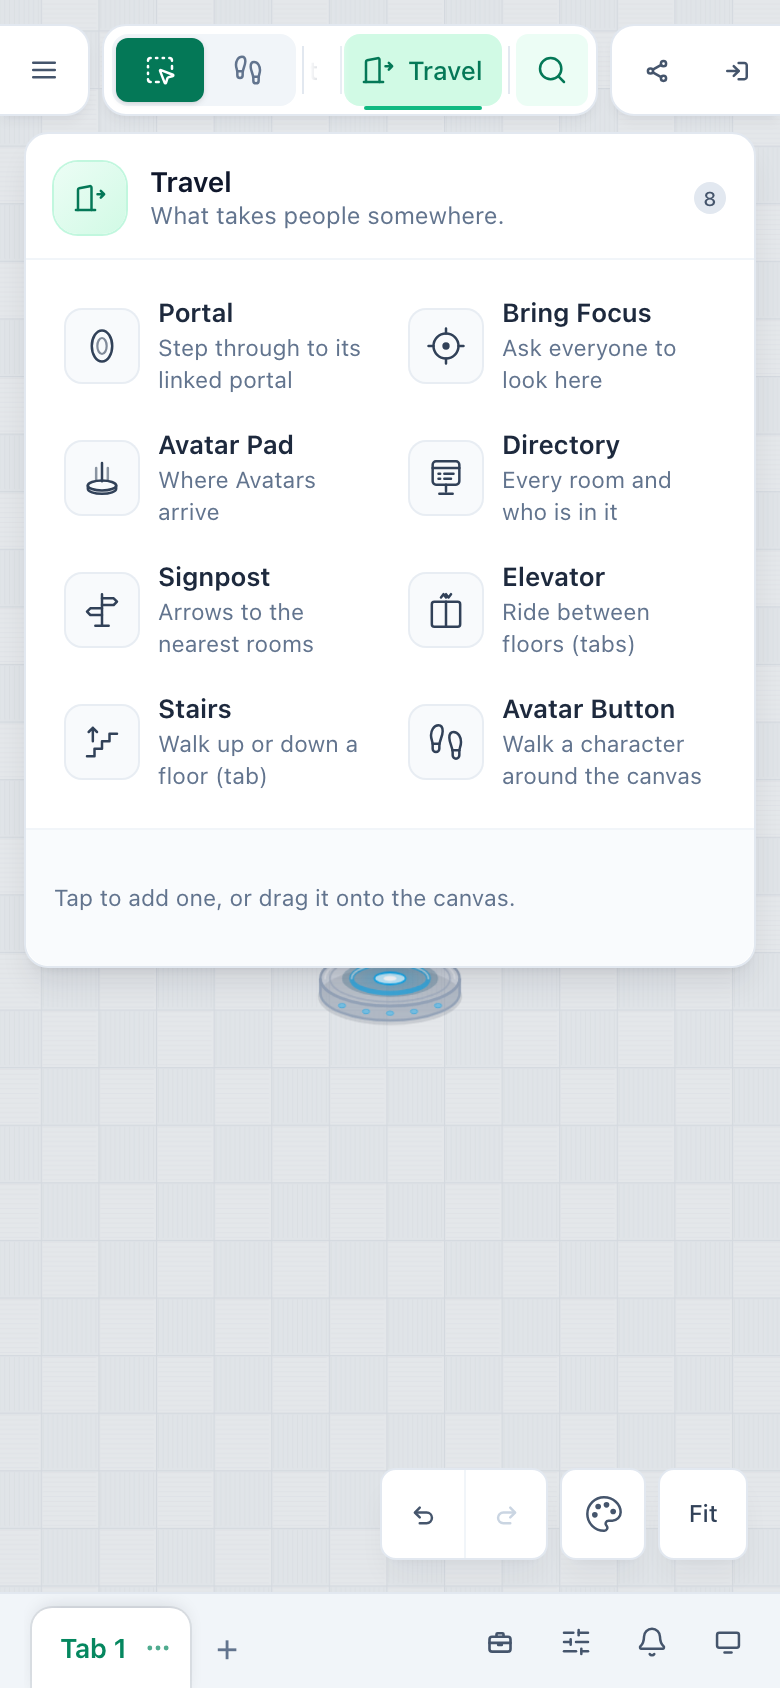 Travel
Travel
What takes people somewhere.
8
Portal
Step through to its
linked portal
Bring Focus
Ask everyone to
look here
Avatar Pad
Where Avatars
arrive
Directory
Every room and
who is in it
Signpost
Arrows to the
nearest rooms
Elevator
Ride between
floors (tabs)
Stairs
Walk up or down a
floor (tab)
Avatar Button
Walk a character
around the canvas
Tap to add one, or drag it onto the canvas.
Fit
Tab 1